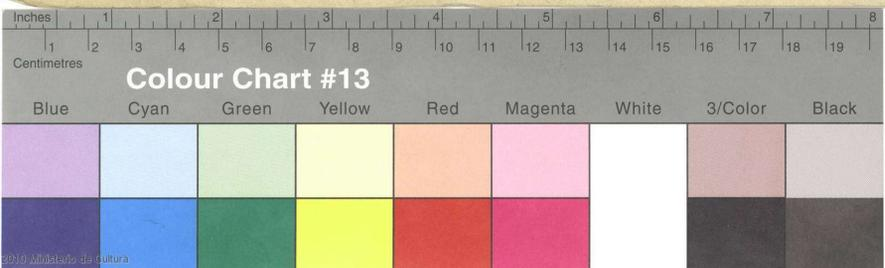 Inches 1 2 3 4 5 6 7 8
1 2 3 4 5 6 7 8 9 10 11 12 13 14 15 16 17 18 19
Centimetres
Colour Chart #13
Blue Cyan Green Yellow Red Magenta White 3/Color Black
2010 Ministerio de Cultura